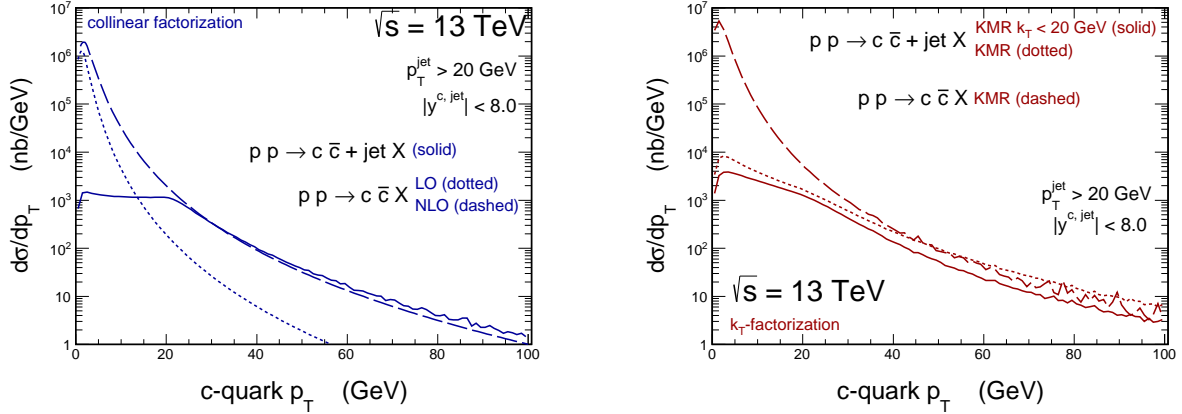 collinear factorization
√s = 13 TeV
p_T^jet > 20 GeV
|y^{c, jet}| < 8.0
p p → c c̄ + jet X (solid)
p p → c c̄ X LO (dotted)
NLO (dashed)
dσ/dp_T (nb/GeV)
10^7
10^6
10^5
10^4
10^3
10^2
10
1
0 20 40 60 80 100
c-quark p_T (GeV)
p p → c c̄ + jet X KMR k_T < 20 GeV (solid)
KMR (dotted)
p p → c c̄ X KMR (dashed)
p_T^jet > 20 GeV
|y^{c, jet}| < 8.0
√s = 13 TeV
k_T-factorization
dσ/dp_T (nb/GeV)
10^7
10^6
10^5
10^4
10^3
10^2
10
1
0 20 40 60 80 100
c-quark p_T (GeV)